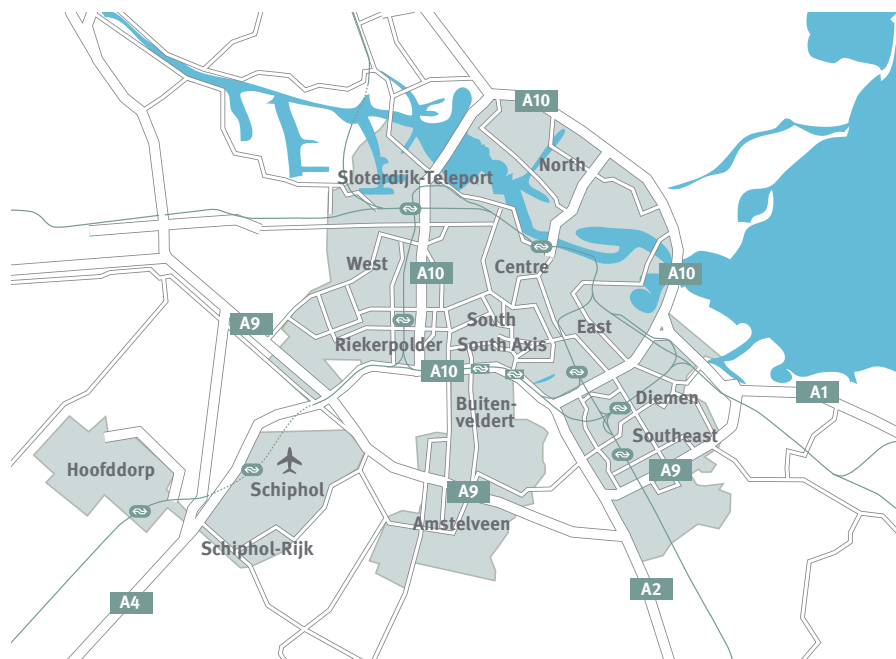 A10
North
Sloterdijk-Teleport
West
A10
Centre
A10
A9
South
East
Riekerpolder
South Axis
A10
A1
Buiten-
veldert
Diemen
Southeast
Hoofddorp
A9
Schiphol
A9
Amstelveen
Schiphol-Rijk
A2
A4